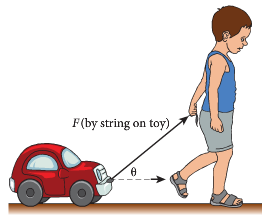 F (by string on toy)
θ